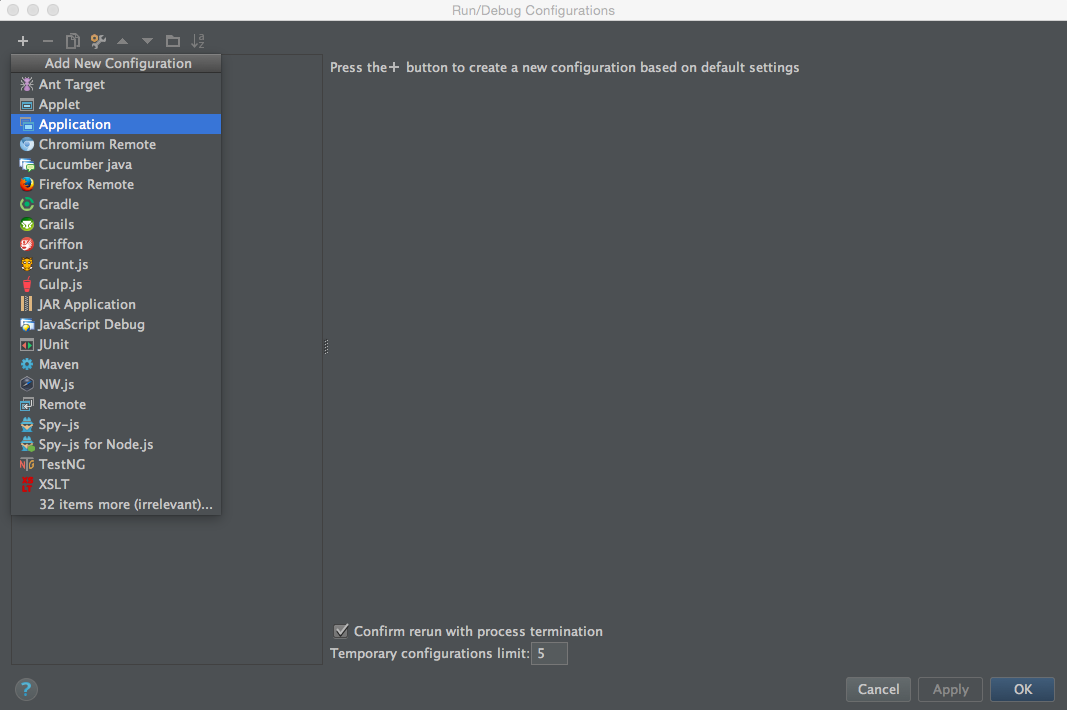 Run/Debug Configurations
Add New Configuration
Ant Target
Applet
Application
Chromium Remote
Cucumber java
Firefox Remote
Gradle
Grails
Griffon
Grunt.js
Gulp.js
JAR Application
JavaScript Debug
JUnit
Maven
NW.js
Remote
Spy-js
Spy-js for Node.js
TestNG
XSLT
32 items more (irrelevant)...
Press the+ button to create a new configuration based on default settings
Confirm rerun with process termination
Temporary configurations limit: 5
? Cancel Apply OK